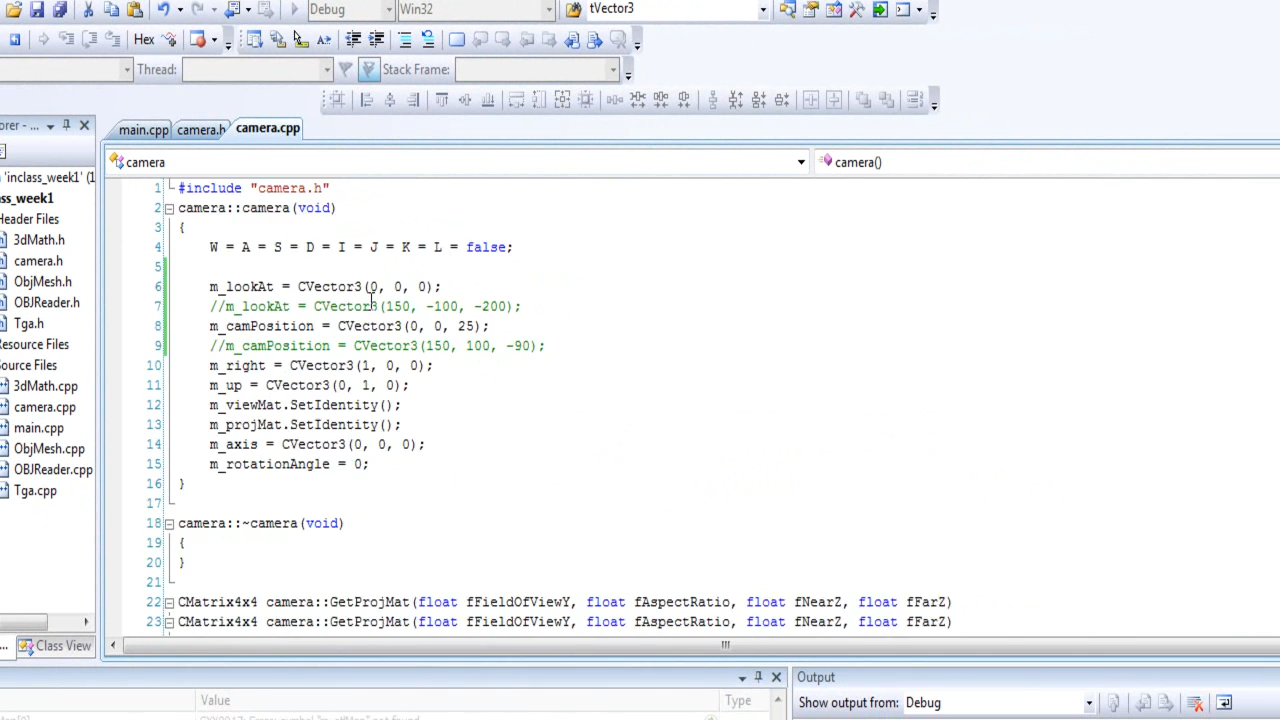 Debug Win32 tVector3
Hex
Thread: Stack Frame:
orer - ...
main.cpp camera.h camera.cpp
camera camera()
'inclass_week1' (1
ss_week1
Header Files
3dMath.h
camera.h
ObjMesh.h
OBJReader.h
Tga.h
esource Files
ource Files
3dMath.cpp
camera.cpp
main.cpp
ObjMesh.cpp
OBJReader.cpp
Tga.cpp
1 #include "camera.h"
2 camera::camera(void)
3 {
4 W = A = S = D = I = J = K = L = false;
5
6 m_lookAt = CVector3(0, 0, 0);
7 //m_lookAt = CVector3(150, -100, -200);
8 m_camPosition = CVector3(0, 0, 25);
9 //m_camPosition = CVector3(150, 100, -90);
10 m_right = CVector3(1, 0, 0);
11 m_up = CVector3(0, 1, 0);
12 m_viewMat.SetIdentity();
13 m_projMat.SetIdentity();
14 m_axis = CVector3(0, 0, 0);
15 m_rotationAngle = 0;
16 }
17
18 camera::~camera(void)
19 {
20 }
21
22 CMatrix4x4 camera::GetProjMat(float fFieldOfViewY, float fAspectRatio, float fNearZ, float fFarZ)
23 CMatrix4x4 camera::GetProjMat(float fFieldOfViewY, float fAspectRatio, float fNearZ, float fFarZ)
... Class View
Output
Value Type
Show output from: Debug